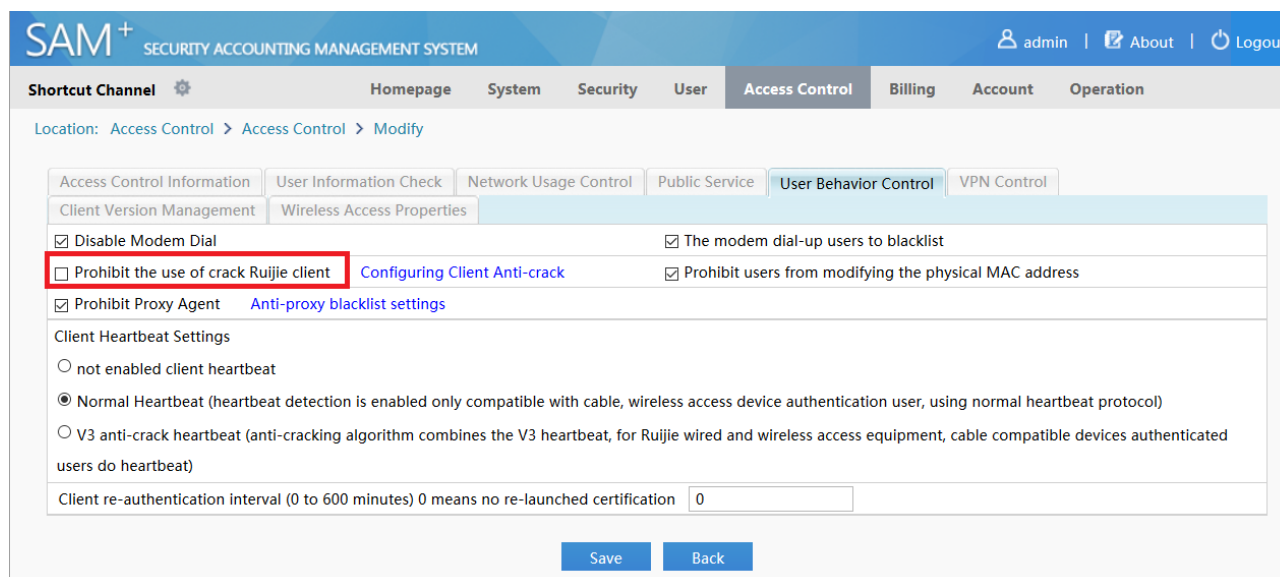 SAM+ SECURITY ACCOUNTING MANAGEMENT SYSTEM admin | About | Logou
Shortcut Channel Homepage System Security User Access Control Billing Account Operation
Location: Access Control > Access Control > Modify
Access Control Information User Information Check Network Usage Control Public Service User Behavior Control VPN Control
Client Version Management Wireless Access Properties
Disable Modem Dial The modem dial-up users to blacklist
Prohibit the use of crack Ruijie client Configuring Client Anti-crack Prohibit users from modifying the physical MAC address
Prohibit Proxy Agent Anti-proxy blacklist settings
Client Heartbeat Settings
not enabled client heartbeat
Normal Heartbeat (heartbeat detection is enabled only compatible with cable, wireless access device authentication user, using normal heartbeat protocol)
V3 anti-crack heartbeat (anti-cracking algorithm combines the V3 heartbeat, for Ruijie wired and wireless access equipment, cable compatible devices authenticated
users do heartbeat)
Client re-authentication interval (0 to 600 minutes) 0 means no re-launched certification 0
Save Back